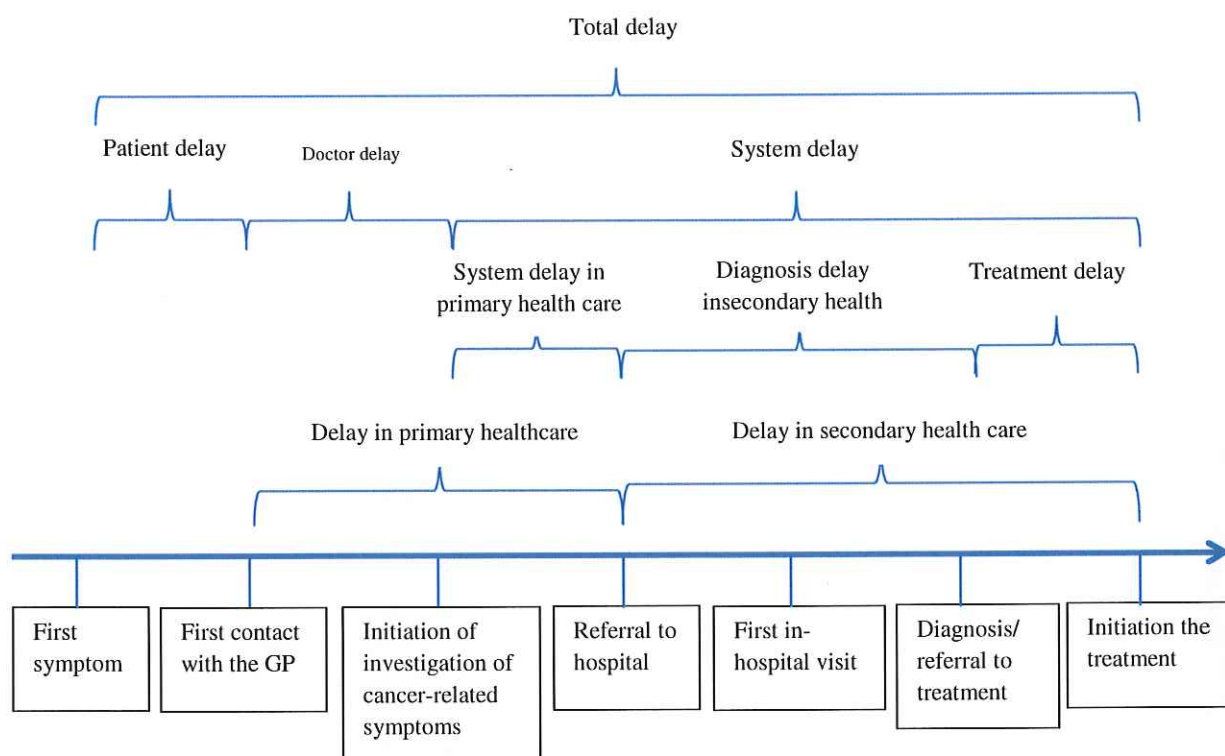 Total delay
Patient delay
Doctor delay
System delay
System delay in
primary health care
Diagnosis delay
insecondary health
Treatment delay
Delay in primary healthcare
Delay in secondary health care
First
symptom
First contact
with the GP
Initiation of
investigation of
cancer-related
symptoms
Referral to
hospital
First in-
hospital visit
Diagnosis/
referral to
treatment
Initiation the
treatment